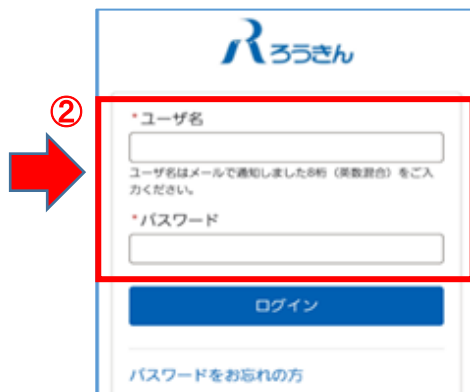 ろうきん
②
*ユーザ名
ユーザ名はメールで通知しました8桁（英数混合）をご入
力ください。
*パスワード
ログイン
パスワードをお忘れの方